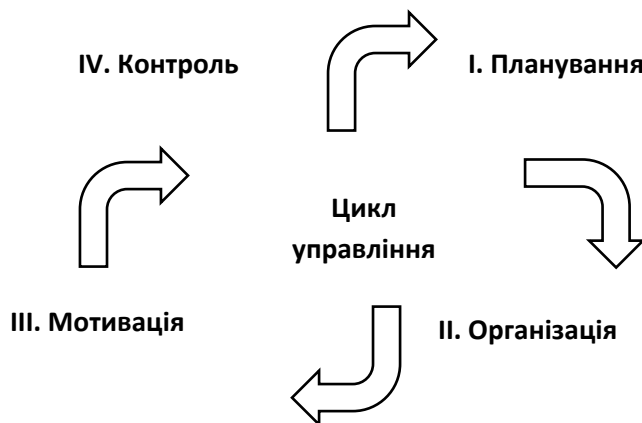 IV. Контроль
I. Планування
Цикл
управління
III. Мотивація
II. Організація